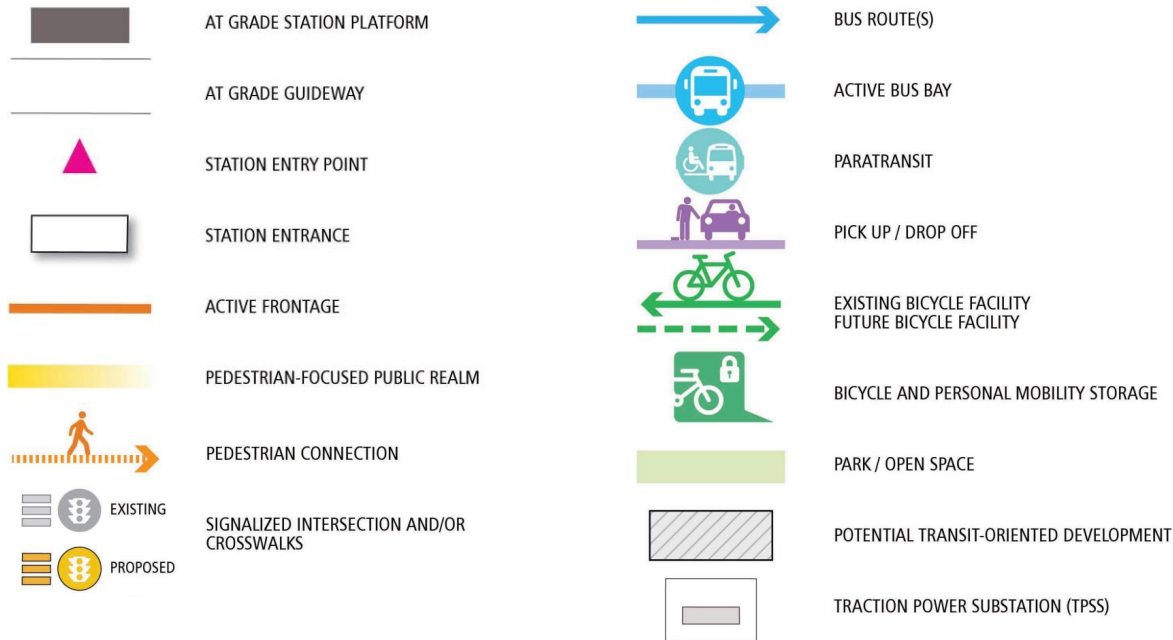 AT GRADE STATION PLATFORM
AT GRADE GUIDEWAY
STATION ENTRY POINT
STATION ENTRANCE
ACTIVE FRONTAGE
PEDESTRIAN-FOCUSED PUBLIC REALM
PEDESTRIAN CONNECTION
EXISTING
PROPOSED
SIGNALIZED INTERSECTION AND/OR
CROSSWALKS
BUS ROUTE(S)
ACTIVE BUS BAY
PARATRANSIT
PICK UP / DROP OFF
EXISTING BICYCLE FACILITY
FUTURE BICYCLE FACILITY
BICYCLE AND PERSONAL MOBILITY STORAGE
PARK / OPEN SPACE
POTENTIAL TRANSIT-ORIENTED DEVELOPMENT
TRACTION POWER SUBSTATION (TPSS)